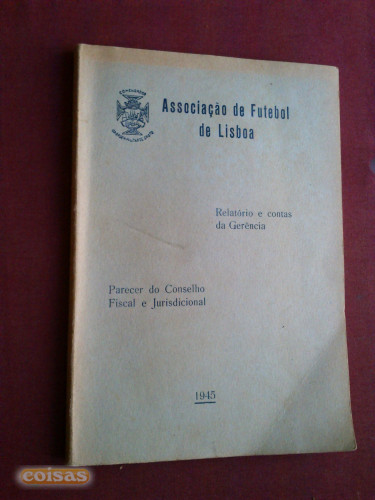 Associação de Futebol
de Lisboa
Relatório e contas
da Gerência
Parecer do Conselho
Fiscal e Jurisdicional
1945
coisas